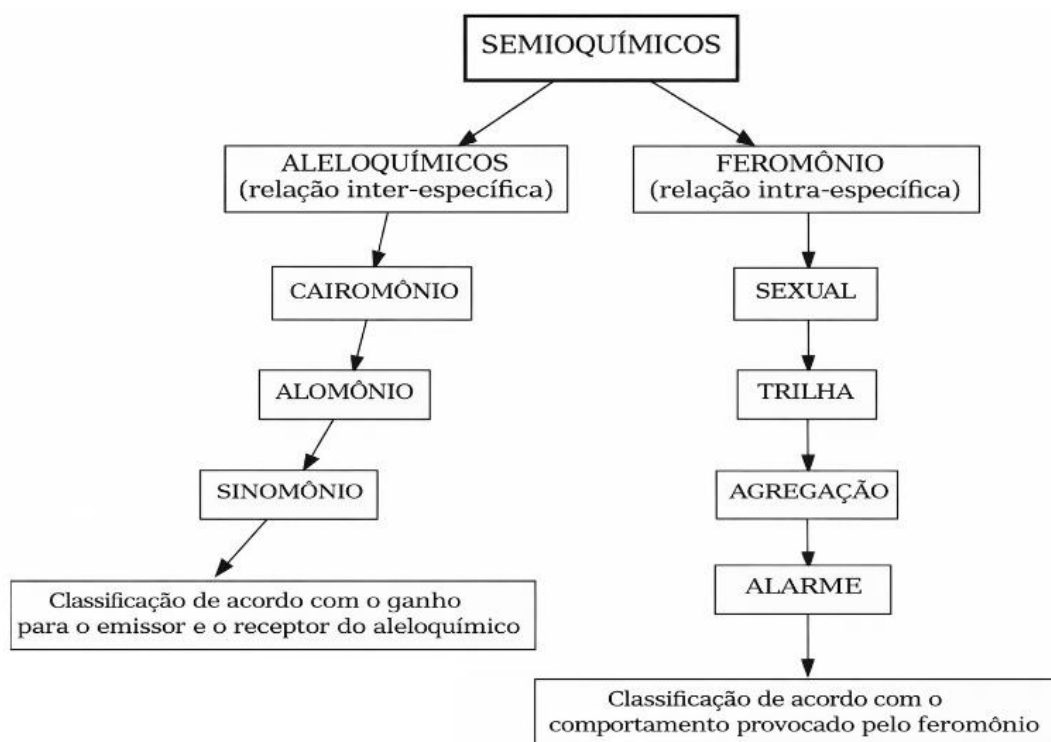 SEMIOQUÍMICOS
ALELOQUÍMICOS
(relação inter-específica)
FEROMÔNIO
(relação intra-específica)
CAIROMÔNIO
SEXUAL
ALOMÔNIO
TRILHA
SINOMÔNIO
AGREGAÇÃO
ALARME
Classificação de acordo com o ganho
para o emissor e o receptor do aleloquímico
Classificação de acordo com o
comportamento provocado pelo feromônio